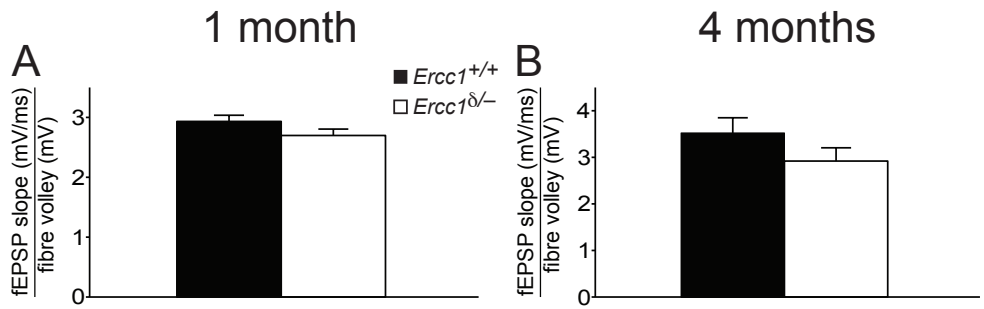 1 month
4 months
A
Ercc1+/+
Ercc1δ/–
B
fEPSP slope (mV/ms)
fibre volley (mV)
3
2
1
0
fEPSP slope (mV/ms)
fibre volley (mV)
4
3
2
1
0